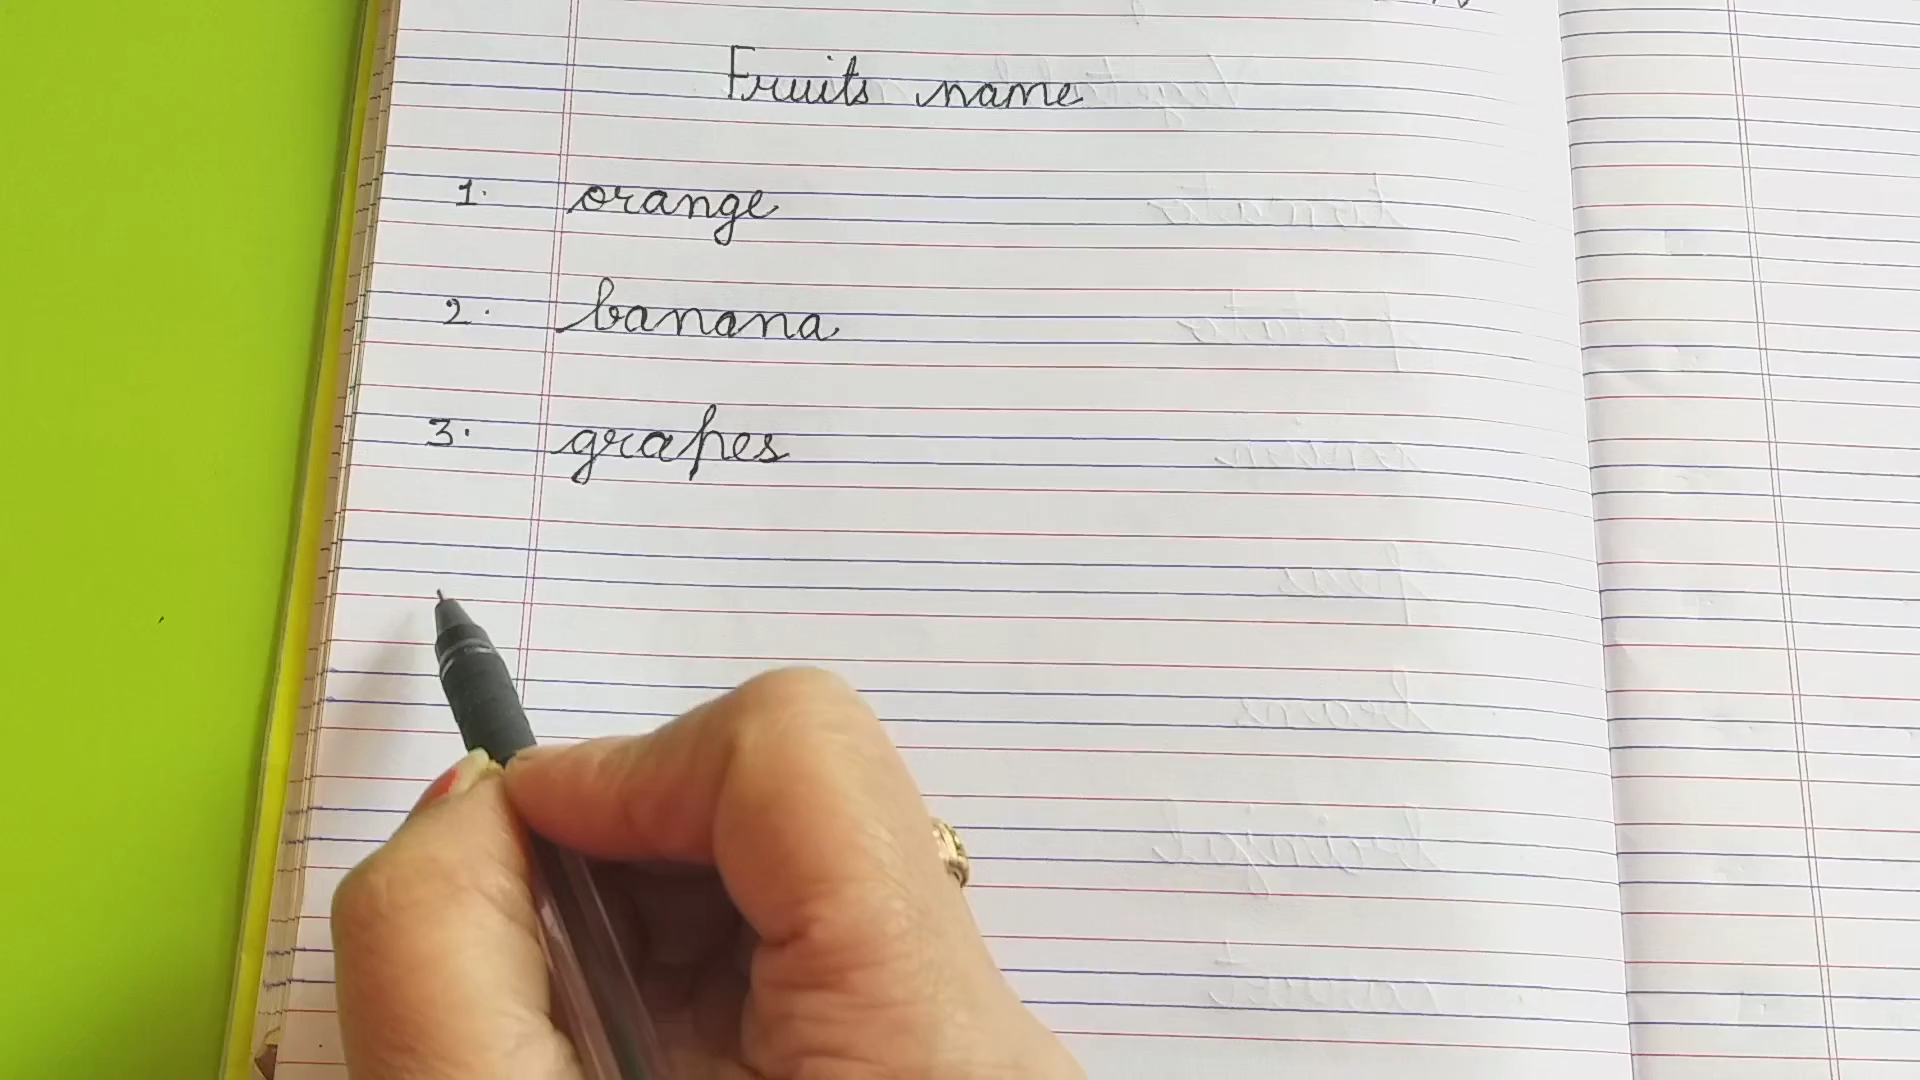 Fruits name
1. orange
2. banana
3. grapes